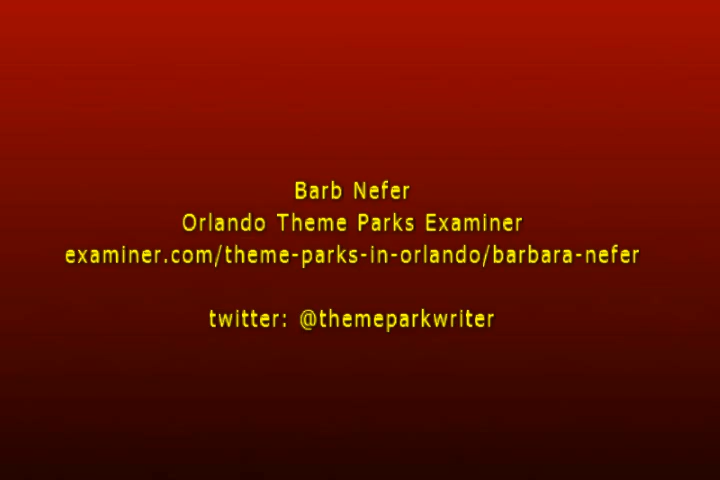 Barb Nefer
Orlando Theme Parks Examiner
examiner.com/theme-parks-in-orlando/barbara-nefer
twitter: @themeparkwriter